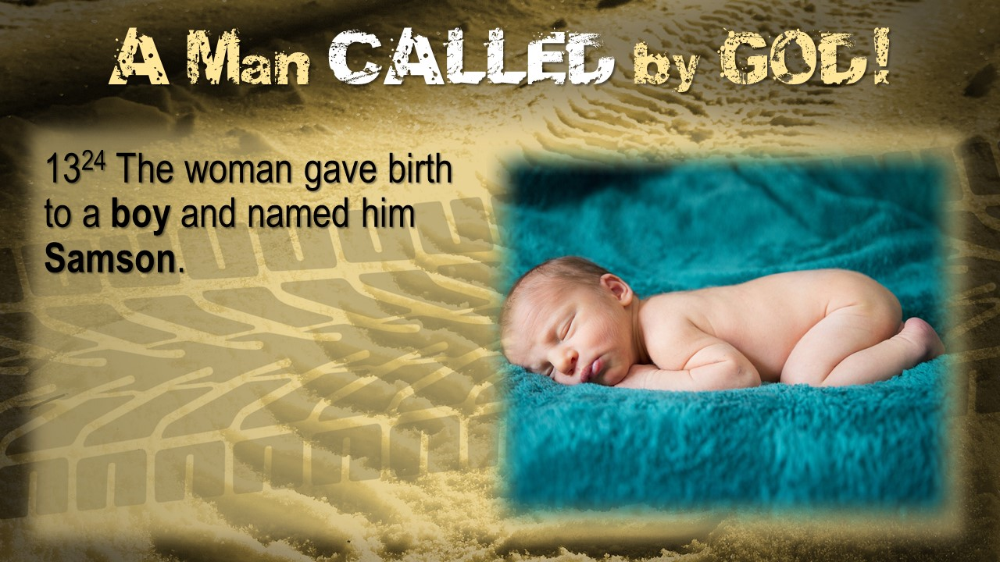 A Man CALLED by GOD!
13²⁴ The woman gave birth
to a boy and named him
Samson.